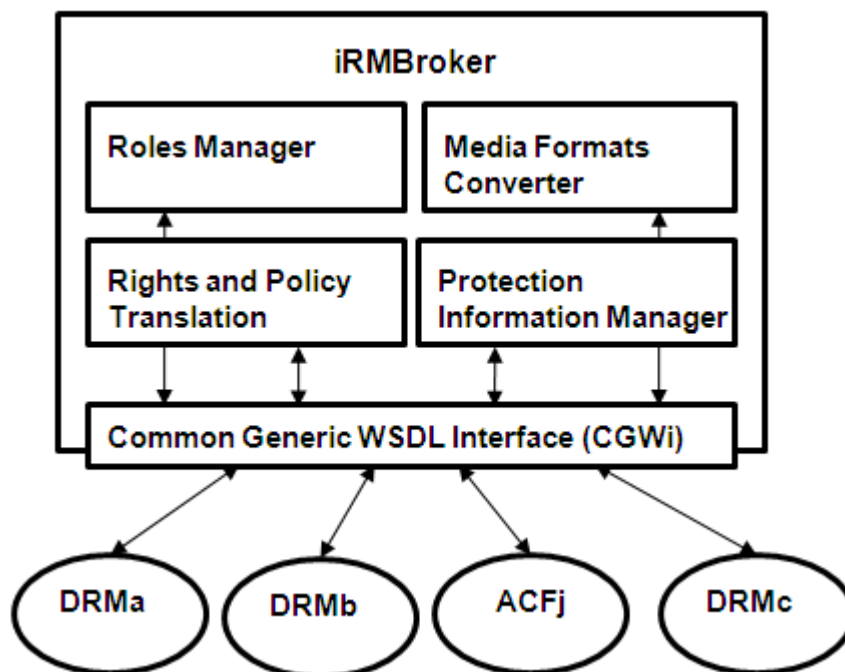 iRMBroker
Roles Manager
Media Formats
Converter
Rights and Policy
Translation
Protection
Information Manager
Common Generic WSDL Interface (CGWi)
DRMa
DRMb
ACFj
DRMc